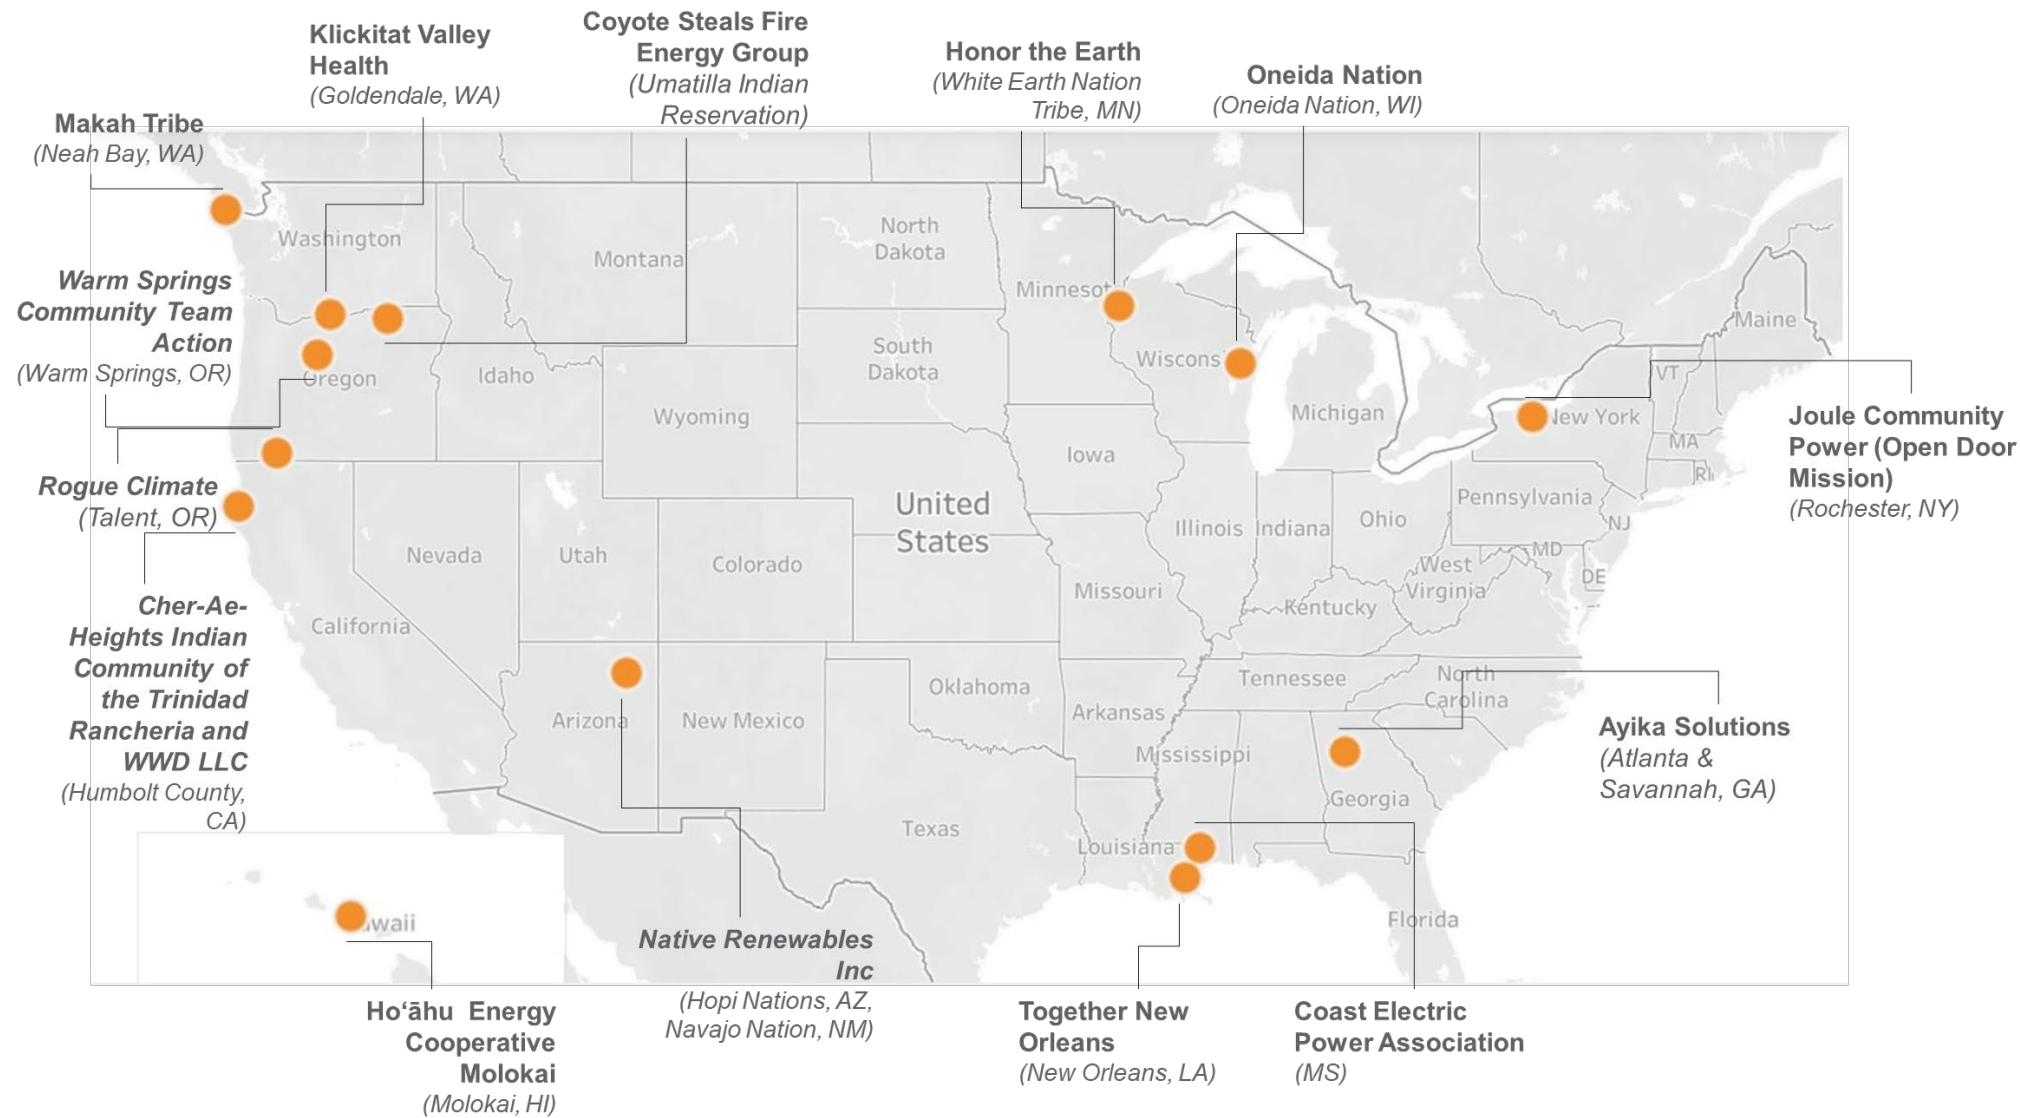 Klickitat Valley
Health
(Goldendale, WA)
Coyote Steals Fire
Energy Group
(Umatilla Indian
Reservation)
Honor the Earth
(White Earth Nation
Tribe, MN)
Oneida Nation
(Oneida Nation, WI)
Makah Tribe
(Neah Bay, WA)
Warm Springs
Community Team
Action
(Warm Springs, OR)
Rogue Climate
(Talent, OR)
Cher-Ae-
Heights Indian
Community of
the Trinidad
Rancheria and
WWD LLC
(Humbolt County,
CA)
Joule Community
Power (Open Door
Mission)
(Rochester, NY)
Ayika Solutions
(Atlanta &
Savannah, GA)
Native Renewables
Inc
(Hopi Nations, AZ,
Navajo Nation, NM)
Ho‘āhu Energy
Cooperative
Molokai
(Molokai, HI)
Together New
Orleans
(New Orleans, LA)
Coast Electric
Power Association
(MS)
Washington
Montana
North
Dakota
Minnesot
Maine
South
Dakota
Wiscons
VT
Oregon
Idaho
Wyoming
Michigan
New York
MA
RI
Iowa
United
States
Pennsylvania
NJ
Nevada
Utah
Colorado
Illinois
Indiana
Ohio
MD
DE
West
Virginia
Missouri
Kentucky
California
Tennessee
North
Carolina
Oklahoma
Arkansas
Arizona
New Mexico
Mississippi
Georgia
Texas
Louisiana
Florida
waii